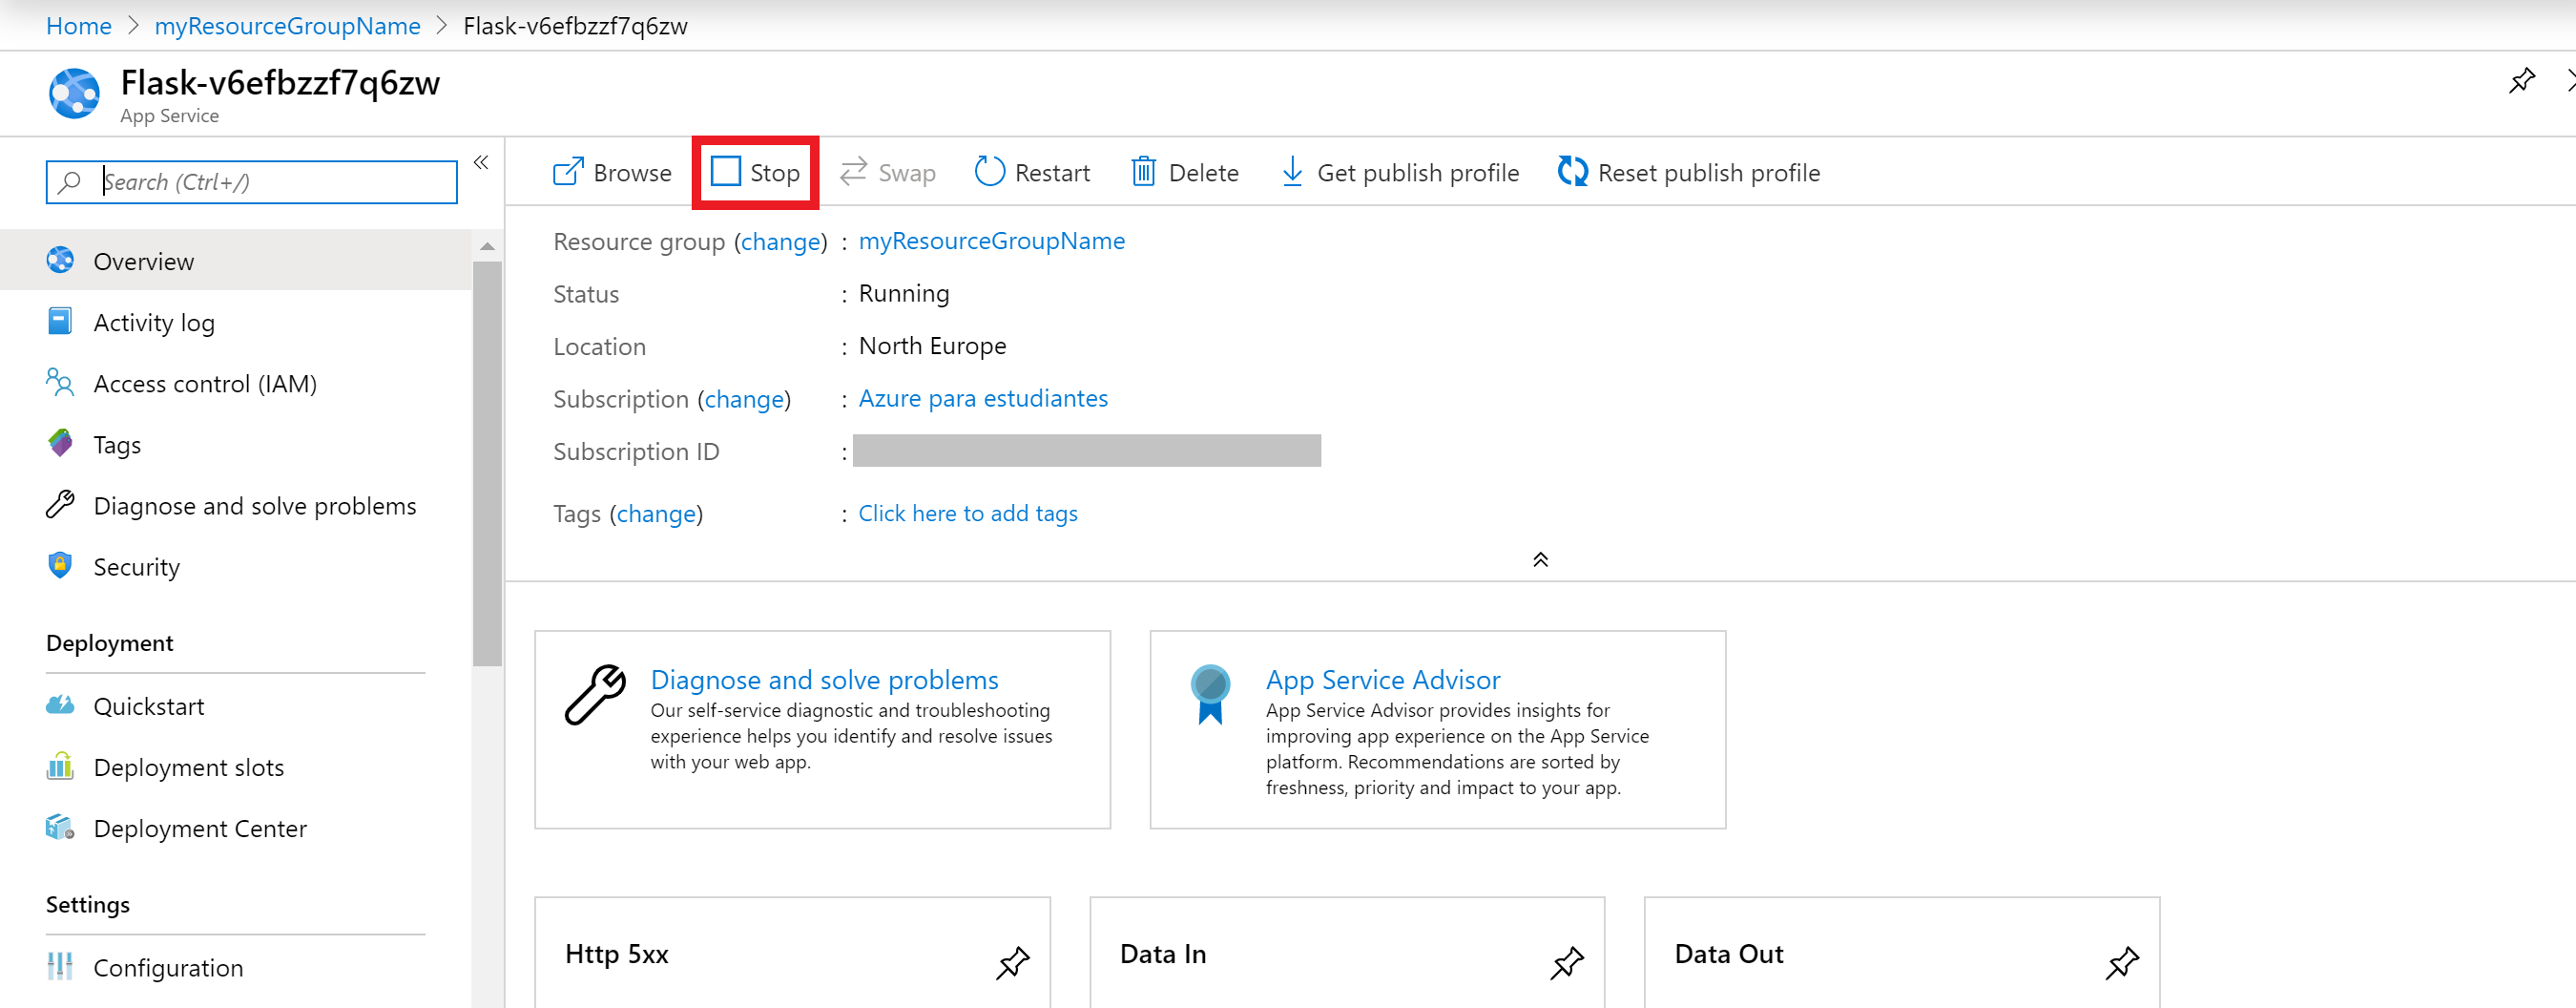 Home > myResourceGroupName > Flask-v6efbzzf7q6zw
Flask-v6efbzzf7q6zw
App Service
Search (Ctrl+/)
Overview
Activity log
Access control (IAM)
Tags
Diagnose and solve problems
Security
Deployment
Quickstart
Deployment slots
Deployment Center
Settings
Configuration
Browse Stop Swap Restart Delete Get publish profile Reset publish profile
Resource group (change) : myResourceGroupName
Status : Running
Location : North Europe
Subscription (change) : Azure para estudiantes
Subscription ID :
Tags (change) : Click here to add tags
Diagnose and solve problems
Our self-service diagnostic and troubleshooting
experience helps you identify and resolve issues
with your web app.
App Service Advisor
App Service Advisor provides insights for
improving app experience on the App Service
platform. Recommendations are sorted by
freshness, priority and impact to your app.
Http 5xx
Data In
Data Out